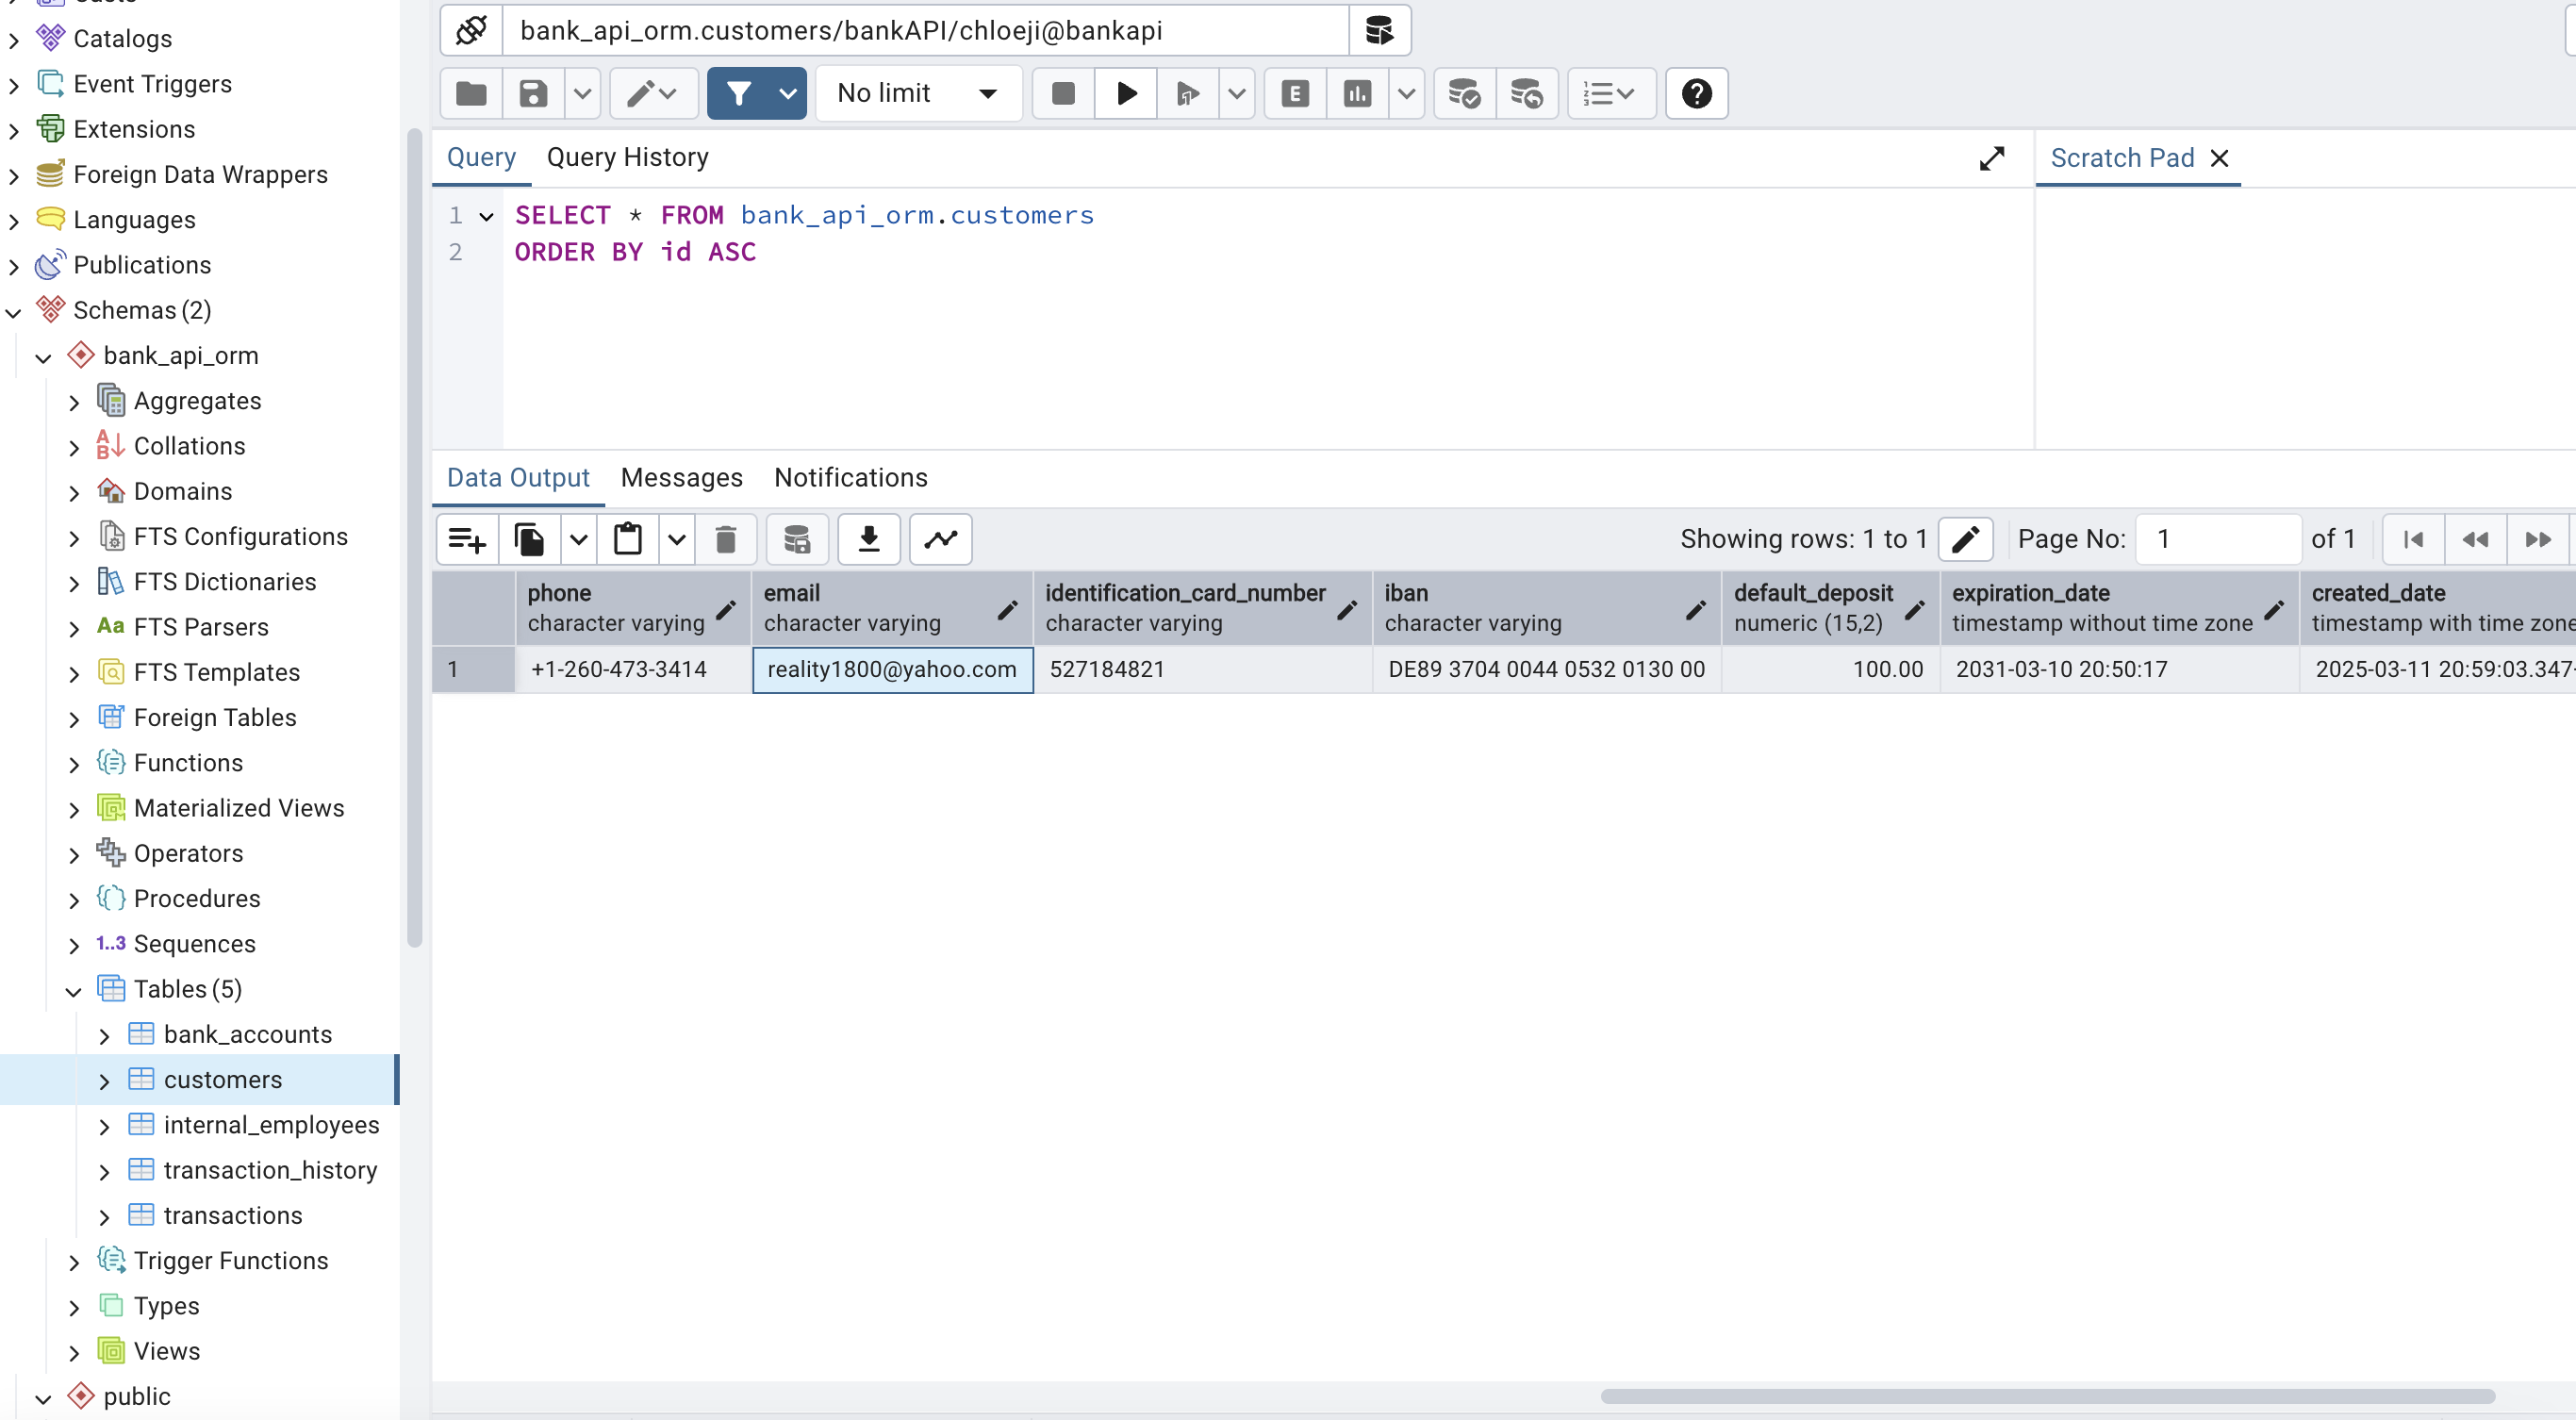 Catalogs
Event Triggers
Extensions
Foreign Data Wrappers
Languages
Publications
Schemas (2)
bank_api_orm
Aggregates
Collations
Domains
FTS Configurations
FTS Dictionaries
FTS Parsers
FTS Templates
Foreign Tables
Functions
Materialized Views
Operators
Procedures
1..3 Sequences
Tables (5)
bank_accounts
customers
internal_employees
transaction_history
transactions
Trigger Functions
Types
Views
public
bank_api_orm.customers/bankAPI/chloeji@bankapi
No limit
Query Query History
Scratch Pad
1 SELECT * FROM bank_api_orm.customers
2 ORDER BY id ASC
Data Output Messages Notifications
Showing rows: 1 to 1 Page No: 1 of 1
phone email identification_card_number iban default_deposit expiration_date created_date
character varying character varying character varying character varying numeric (15,2) timestamp without time zone timestamp with time zone
1 +1-260-473-3414 reality1800@yahoo.com 527184821 DE89 3704 0044 0532 0130 00 100.00 2031-03-10 20:50:17 2025-03-11 20:59:03.347